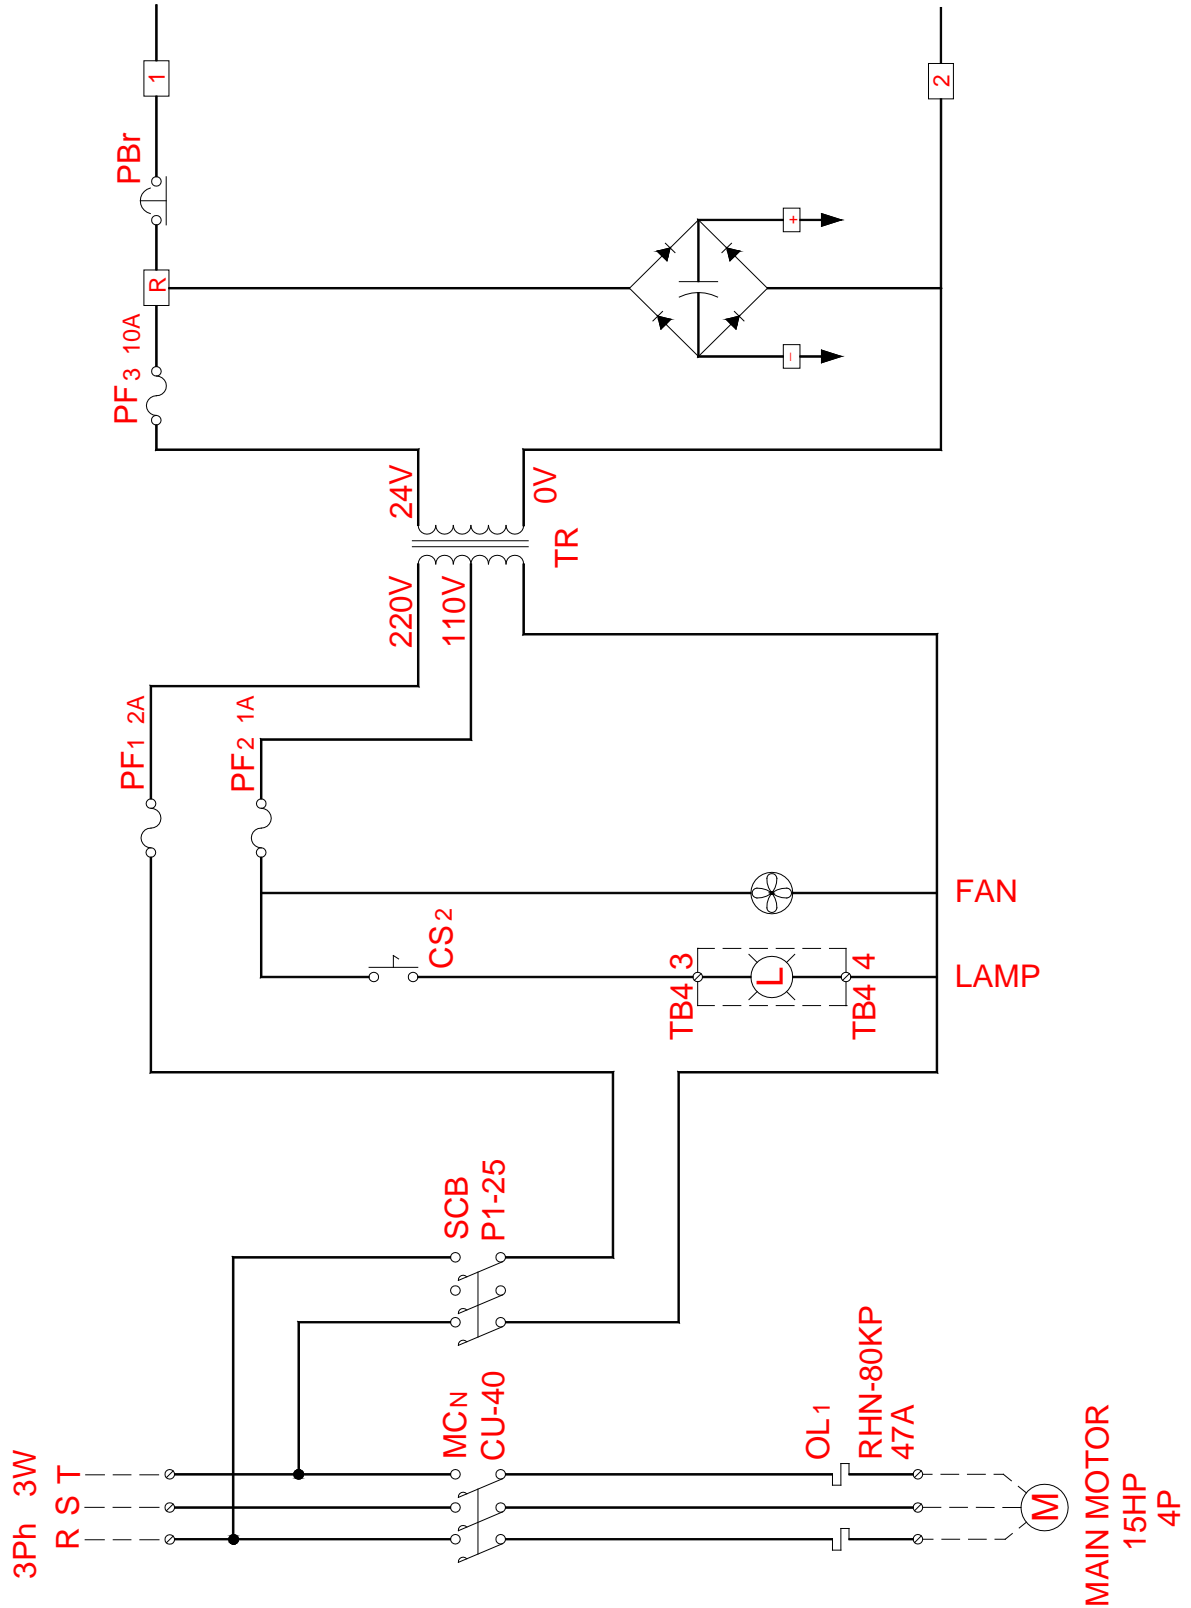 3Ph 3W
R S T
MCN
CU-40
OL1
RHN-80KP
47A
M
MAIN MOTOR
15HP
4P
SCB
P1-25
PF1 2A
PF2 1A
CS2
TB4 3
L
TB4 4
LAMP
FAN
220V
110V
TR
24V
0V
PF3 10A
R
PBr
1
+
−
2